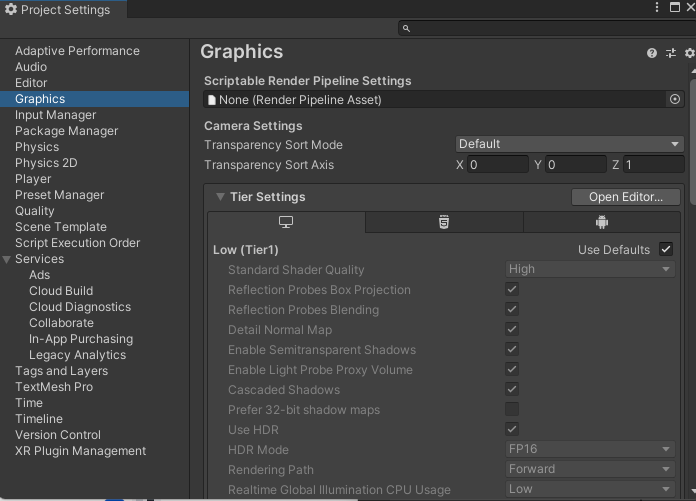 Project Settings
Adaptive Performance
Audio
Editor
Graphics
Input Manager
Package Manager
Physics
Physics 2D
Player
Preset Manager
Quality
Scene Template
Script Execution Order
Services
Ads
Cloud Build
Cloud Diagnostics
Collaborate
In-App Purchasing
Legacy Analytics
Tags and Layers
TextMesh Pro
Time
Timeline
Version Control
XR Plugin Management
Graphics
Scriptable Render Pipeline Settings
None (Render Pipeline Asset)
Camera Settings
Transparency Sort Mode Default
Transparency Sort Axis X 0 Y 0 Z 1
Tier Settings Open Editor...
Low (Tier1) Use Defaults
Standard Shader Quality High
Reflection Probes Box Projection
Reflection Probes Blending
Detail Normal Map
Enable Semitransparent Shadows
Enable Light Probe Proxy Volume
Cascaded Shadows
Prefer 32-bit shadow maps
Use HDR
HDR Mode FP16
Rendering Path Forward
Realtime Global Illumination CPU Usage Low